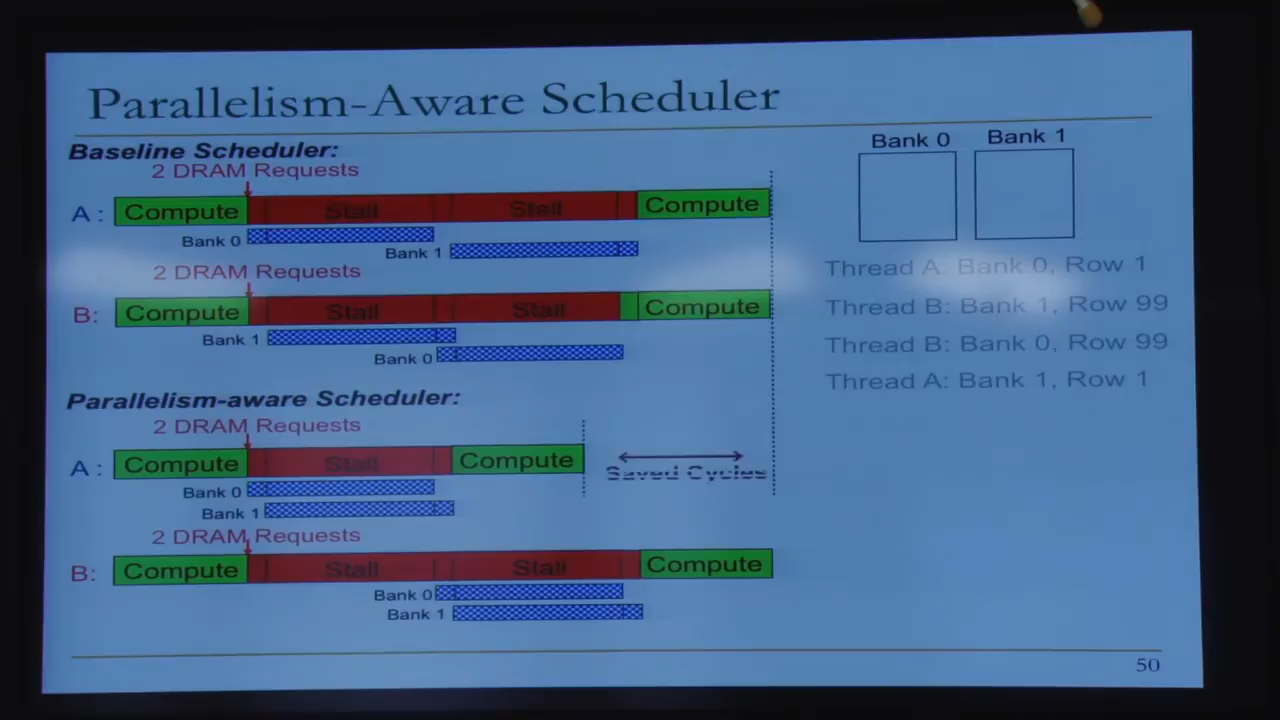 Parallelism-Aware Scheduler
Baseline Scheduler:
2 DRAM Requests
A : Compute Stall Stall Compute
Bank 0
Bank 1
2 DRAM Requests
B: Compute Stall Stall Compute
Bank 1
Bank 0
Parallelism-aware Scheduler:
2 DRAM Requests
A : Compute Stall Compute
Saved Cycles
Bank 0
Bank 1
2 DRAM Requests
B: Compute Stall Stall Compute
Bank 0
Bank 1
Bank 0 Bank 1
Thread A: Bank 0, Row 1
Thread B: Bank 1, Row 99
Thread B: Bank 0, Row 99
Thread A: Bank 1, Row 1
50